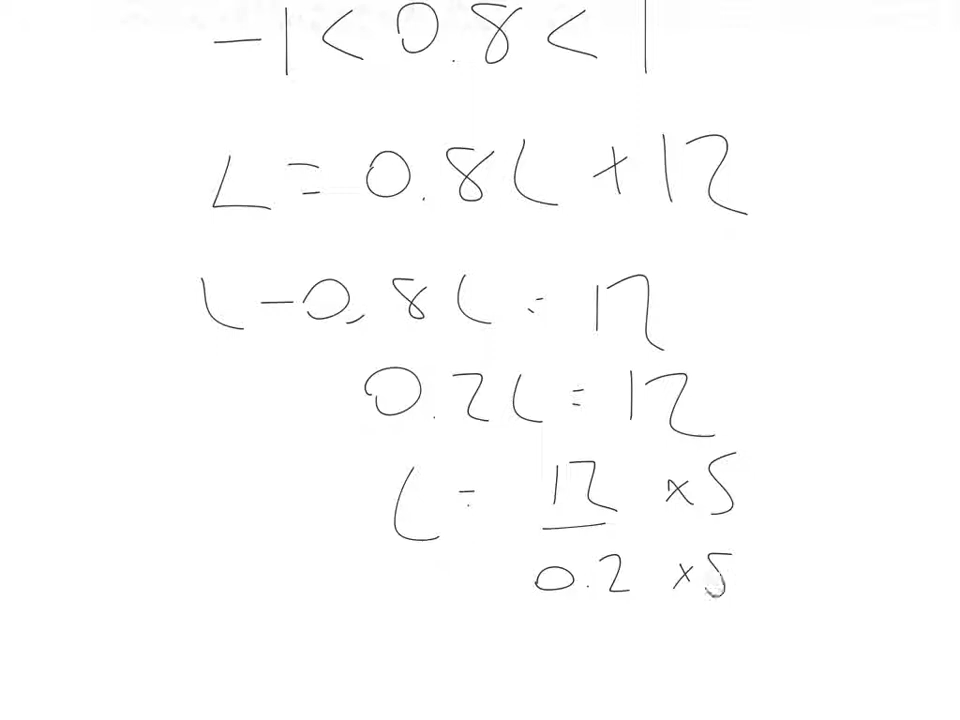 -1 < 0.8 < 1
L = 0.8L + 12
L - 0.8L = 12
0.2L = 12
L = 12 × 5
0.2 × 5